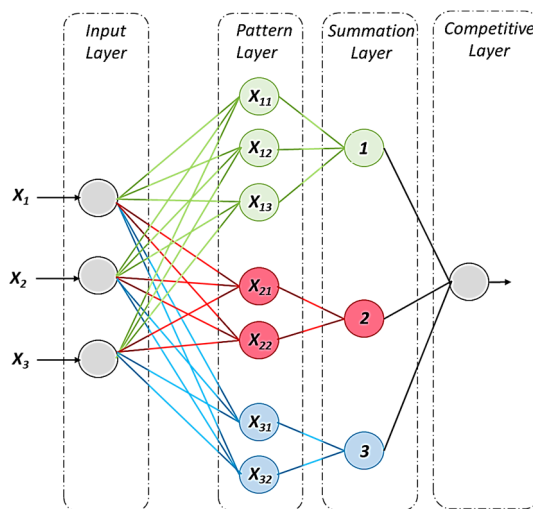 Input Layer
Pattern Layer
Summation Layer
Competitive Layer
X11
X12
1
X13
X1
X2
X21
2
X22
X3
X31
3
X32